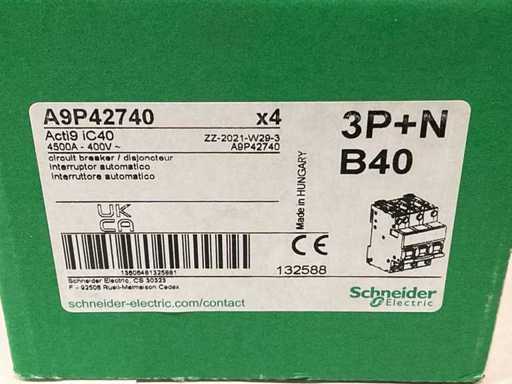 A9P42740 x4
Acti9 iC40 ZZ-2021-W29-3
4500A - 400V ~ A9P42740
circuit breaker / disjoncteur
interruptor automatico
interruttore automatico
Made in HUNGARY
3P+N
B40
UK
CA
CE
132588
Schneider Electric, CS 30323
F - 92506 Rueil-Malmaison Cedex
schneider-electric.com/contact
Schneider
Electric